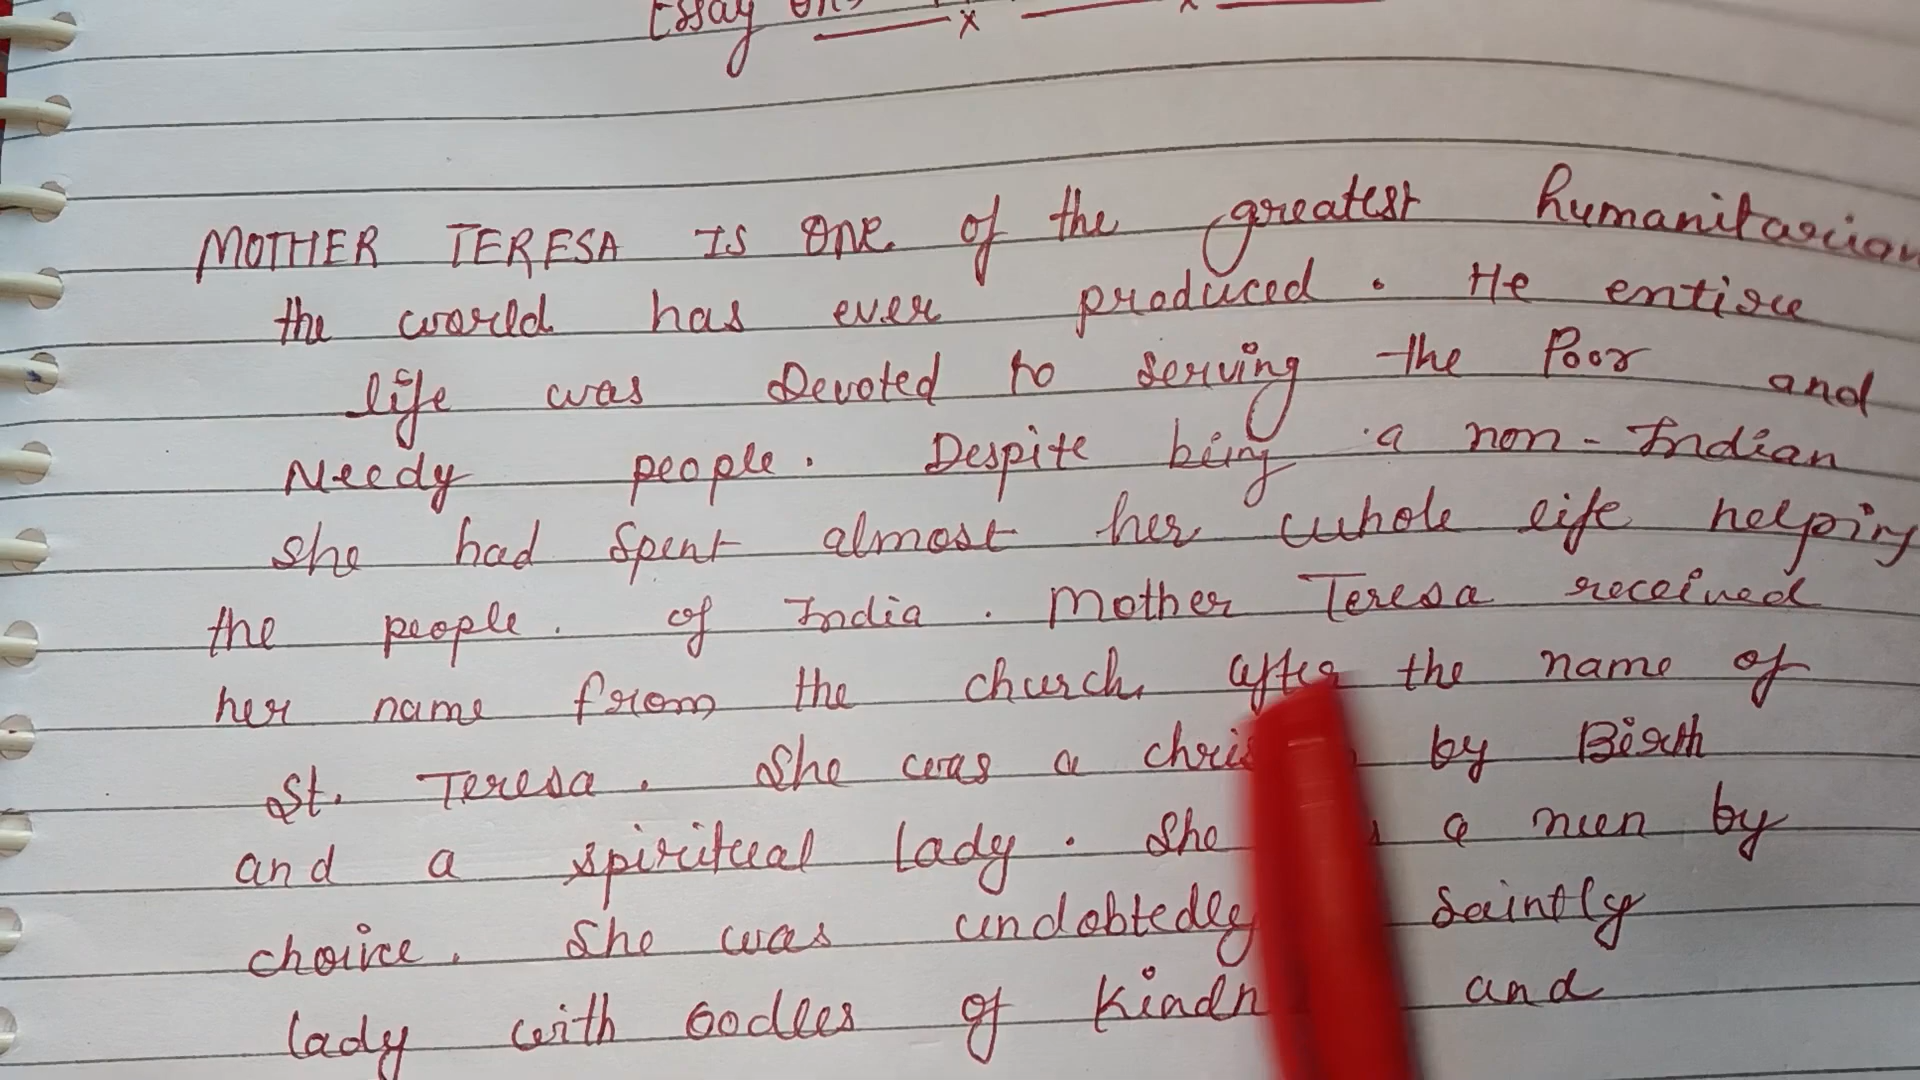 Essay on
MOTHER TERESA IS One of the greatest humanitarian
the world has ever produced. He entire
life was Devoted to serving the Poor and
Needy people. Despite being a non-Indian
she had spent almost her whole life helping
the people. of India. Mother Teresa received
her name from the church after the name of
St. Teresa. She was a by Birth
and a spiritual lady. She a nun by
choice. She was undobtedly saintly
lady with oodles of and